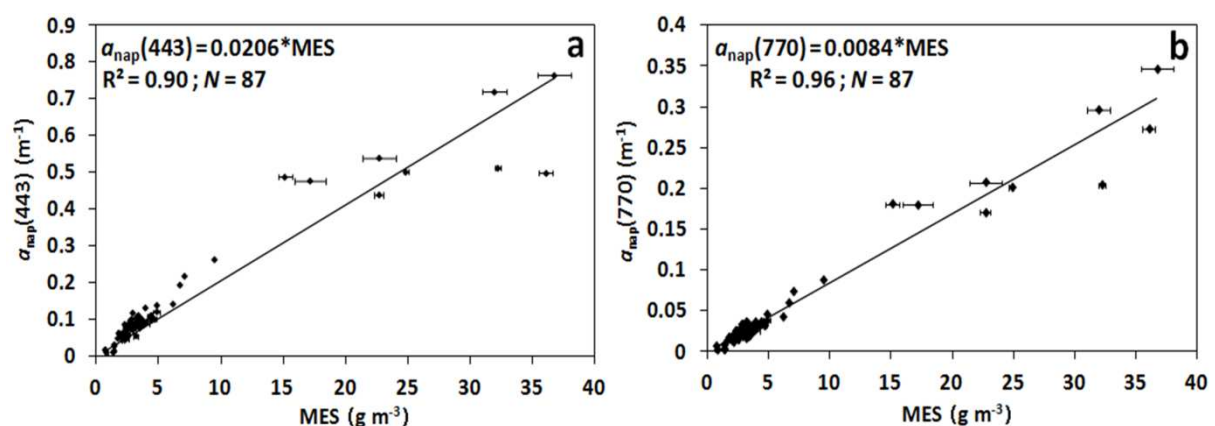 a_nap(443) = 0.0206*MES
R² = 0.90 ; N = 87
a
0.9
0.8
0.7
0.6
0.5
0.4
0.3
0.2
0.1
0
a_nap(443) (m⁻¹)
0 5 10 15 20 25 30 35 40
MES (g m⁻³)
a_nap(770) = 0.0084*MES
R² = 0.96 ; N = 87
b
0.4
0.35
0.3
0.25
0.2
0.15
0.1
0.05
0
a_nap(770) (m⁻¹)
0 5 10 15 20 25 30 35 40
MES (g m⁻³)